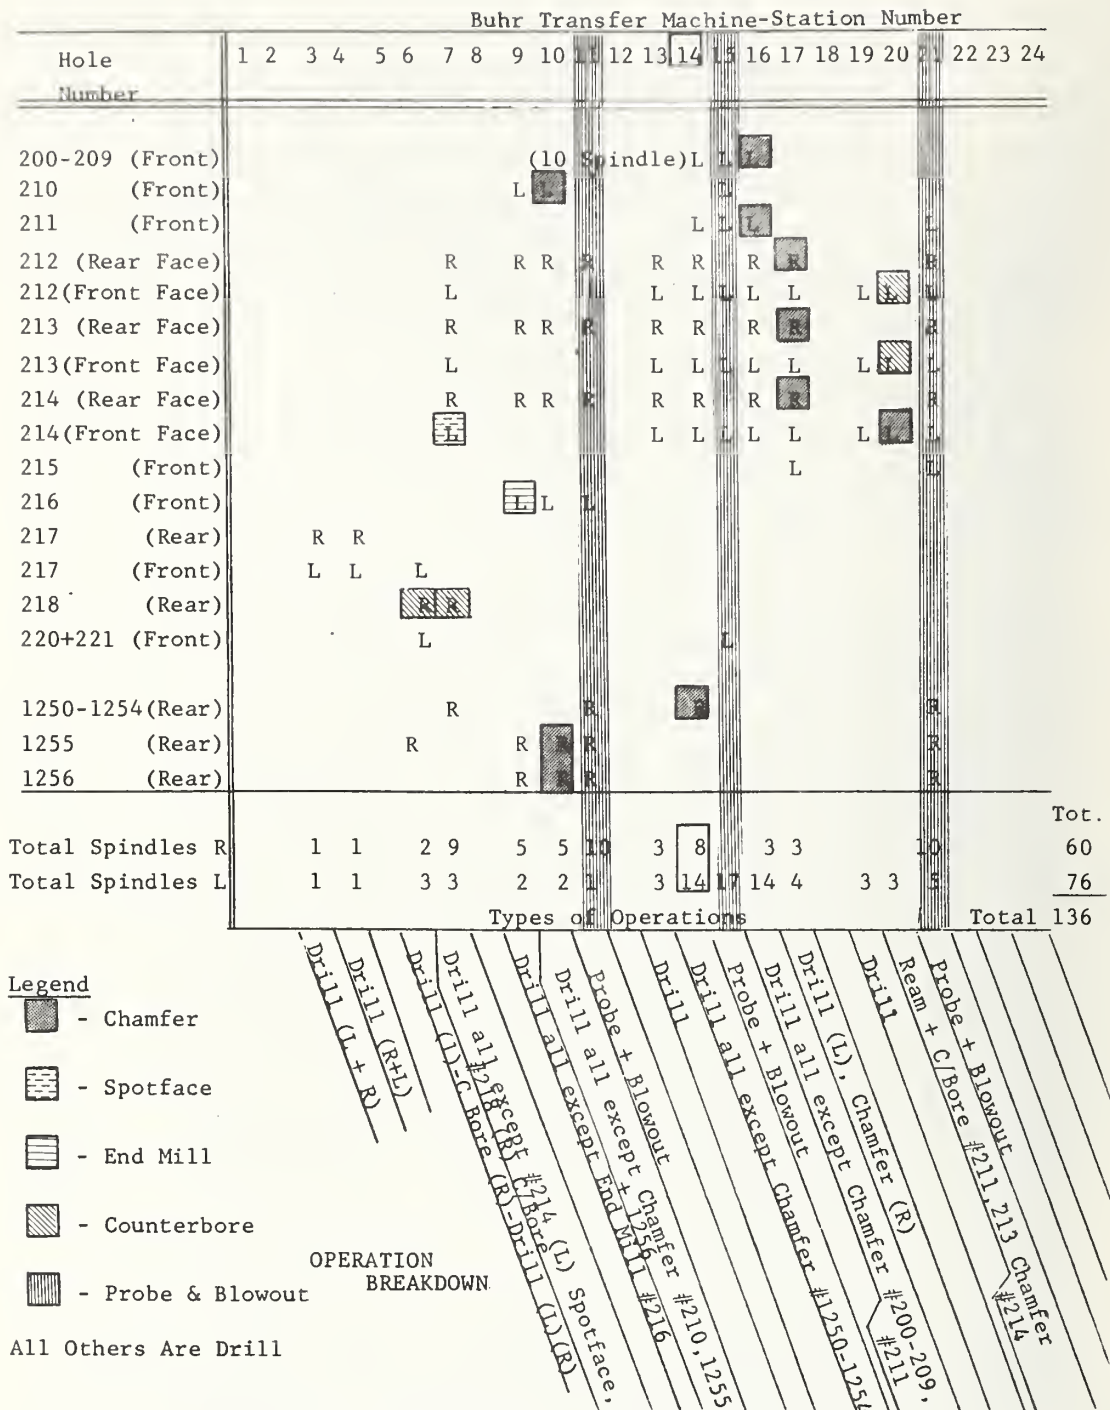 Buhr Transfer Machine-Station Number
Hole Number 1 2 3 4 5 6 7 8 9 10 11 12 13 14 15 16 17 18 19 20 21 22 23 24
200-209 (Front) (10 Spindle) L L L
210 (Front) L L L
211 (Front) L L L L
212 (Rear Face) R R R R R R R R R
212(Front Face) L L L L L L L L L
213 (Rear Face) R R R R R R R R R
213(Front Face) L L L L L L L L L
214 (Rear Face) R R R R R R R R R
214(Front Face) L L L L L L L L L
215 (Front) L L
216 (Front) L L L
217 (Rear) R R
217 (Front) L L L
218 (Rear) R R
220+221 (Front) L L
1250-1254(Rear) R R R R
1255 (Rear) R R R R R
1256 (Rear) R R R R
Tot.
Total Spindles R 1 1 2 9 5 5 10 3 8 3 3 10 60
Total Spindles L 1 1 3 3 2 2 1 3 14 17 14 4 3 3 5 76
Types of Operations Total 136
Drill (L + R)
Drill (R+L)
Drill (l)-C Bore (R)-Drill (L)(R)
Drill all except #214 (L) Spotface,
#218 (R) C/Bore
Drill all except End Mill #216
Drill all except Chamfer #210,1255
+ 1256
Probe + Blowout
Drill
Drill all except Chamfer #1250-1254
Probe + Blowout
Drill all except Chamfer #200-209,
#211
Drill (L), Chamfer (R)
Drill
Ream + C/Bore #211,213 Chamfer
#214
Probe + Blowout
Legend
- Chamfer
- Spotface
- End Mill
- Counterbore
- Probe & Blowout
All Others Are Drill
OPERATION
BREAKDOWN